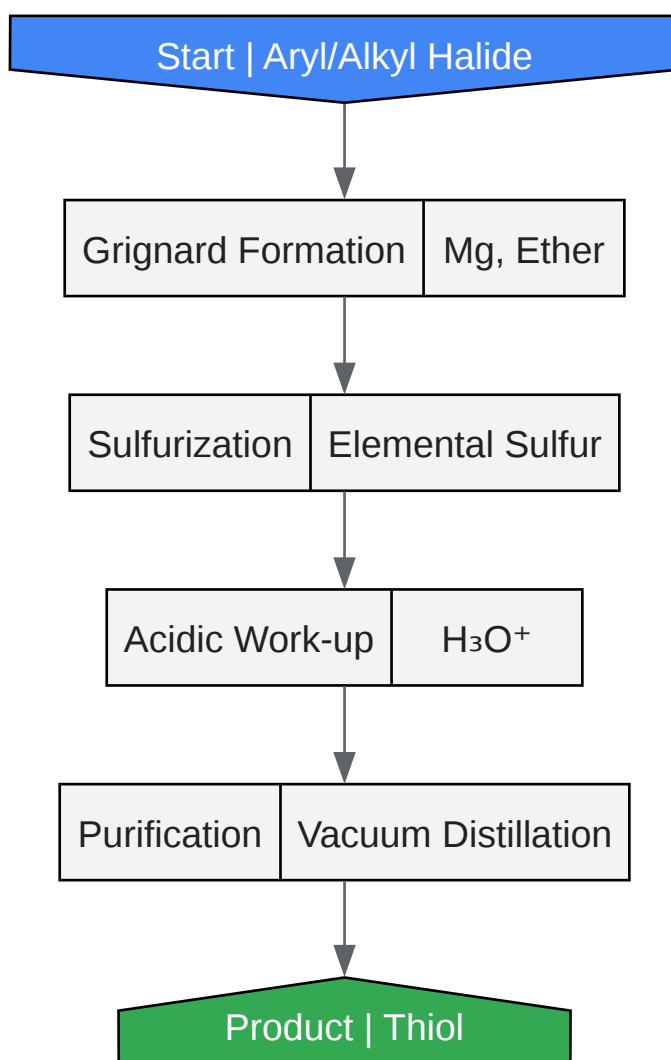 Start | Aryl/Alkyl Halide
Grignard Formation Mg, Ether
Sulfurization Elemental Sulfur
Acidic Work-up H₃O⁺
Purification Vacuum Distillation
Product | Thiol